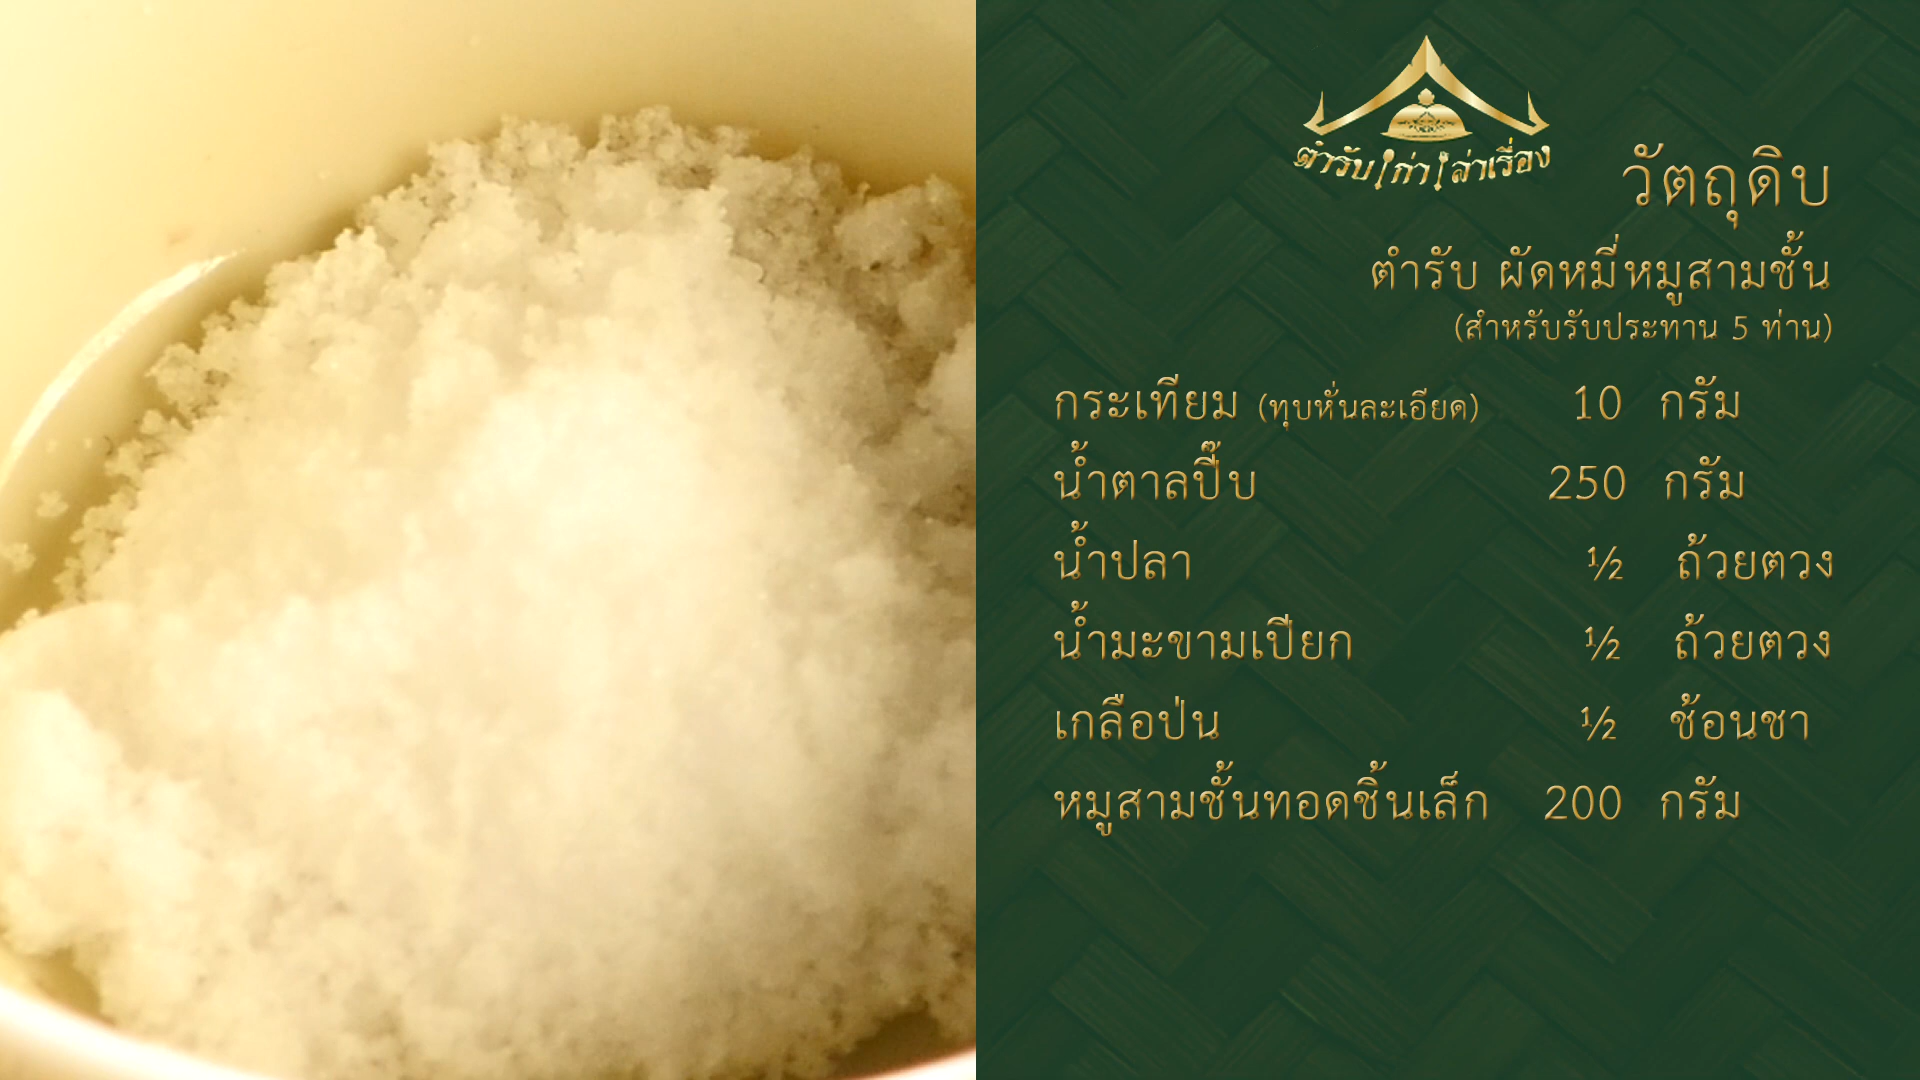 ตำรับเก่าเล่าเรื่อง
วัตถุดิบ
ตำรับ ผัดหมี่หมูสามชั้น
(สำหรับรับประทาน 5 ท่าน)
กระเทียม (ทุบหั่นละเอียด) 10 กรัม
น้ำตาลปี๊บ 250 กรัม
น้ำปลา ½ ถ้วยตวง
น้ำมะขามเปียก ½ ถ้วยตวง
เกลือป่น ½ ช้อนชา
หมูสามชั้นทอดชิ้นเล็ก 200 กรัม